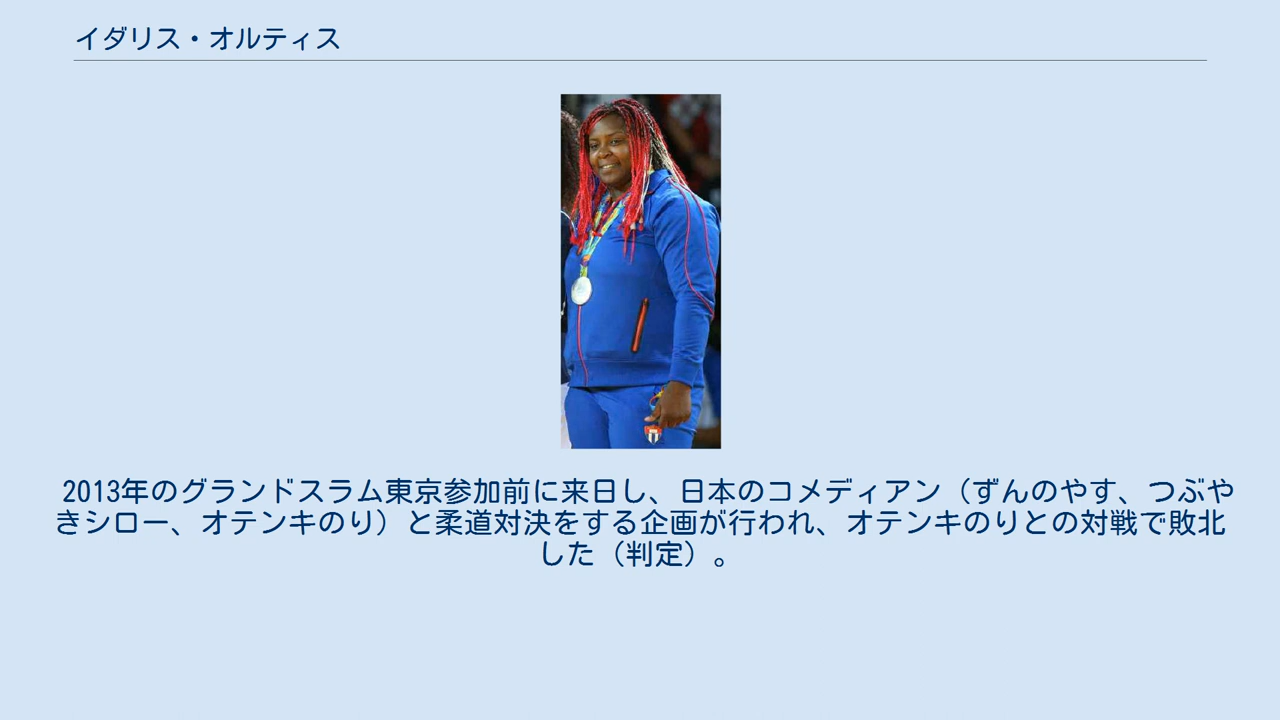 イダリス・オルティス
2013年のグランドスラム東京参加前に来日し、日本のコメディアン（ずんのやす、つぶや
きシロー、オテンキのり）と柔道対決をする企画が行われ、オテンキのりとの対戦で敗北
した（判定）。